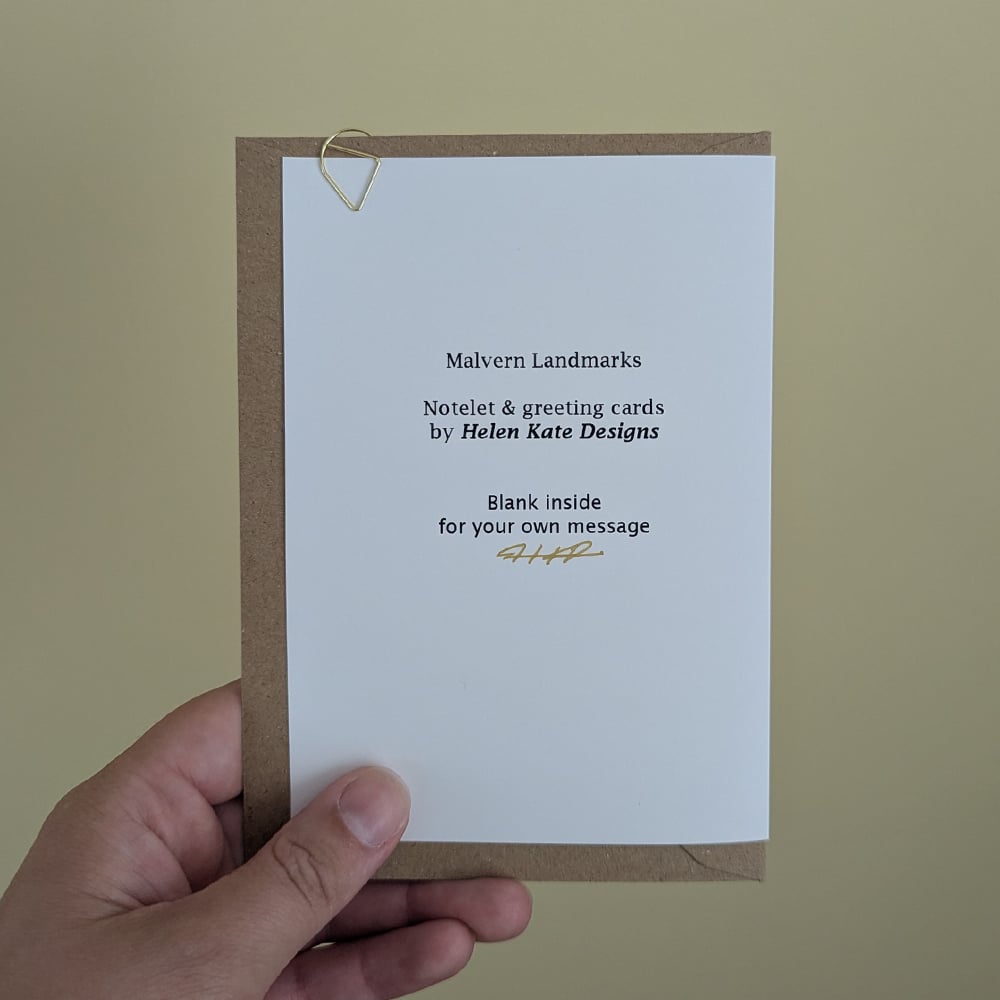 Malvern Landmarks
Notelet & greeting cards
by Helen Kate Designs
Blank inside
for your own message